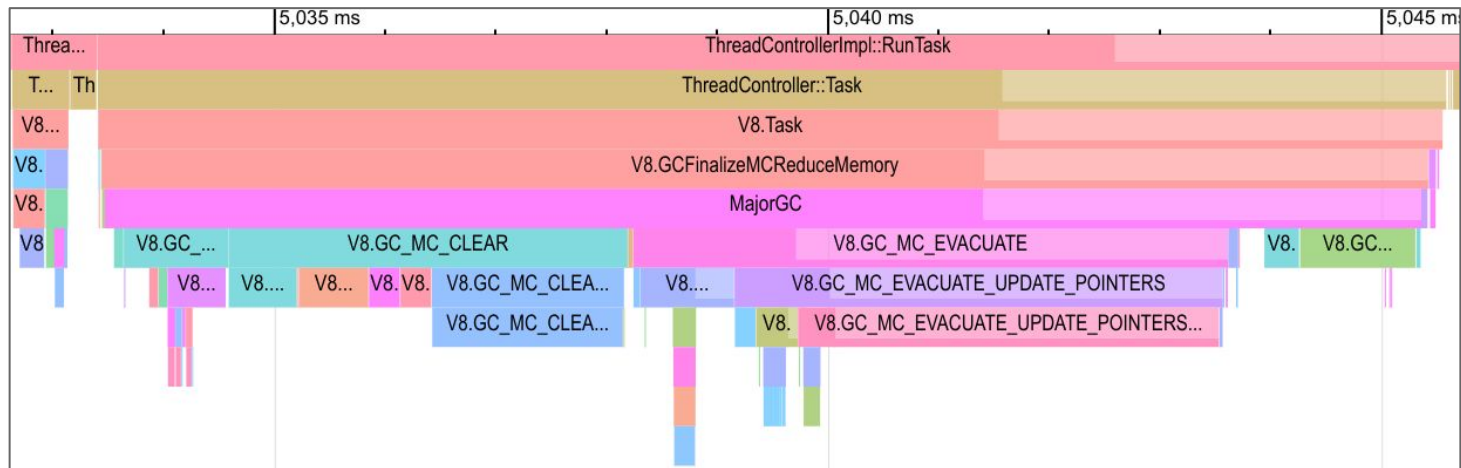 5,035 ms 5,040 ms 5,045 ms
Threa... ThreadControllerImpl::RunTask
T... Th ThreadController::Task
V8... V8.Task
V8. V8.GCFinalizeMCReduceMemory
V8. MajorGC
V8 V8.GC_... V8.GC_MC_CLEAR V8.GC_MC_EVACUATE V8. V8.GC...
V8... V8.... V8... V8. V8. V8.GC_MC_CLEA... V8.... V8.GC_MC_EVACUATE_UPDATE_POINTERS
V8.GC_MC_CLEA... V8. V8.GC_MC_EVACUATE_UPDATE_POINTERS...